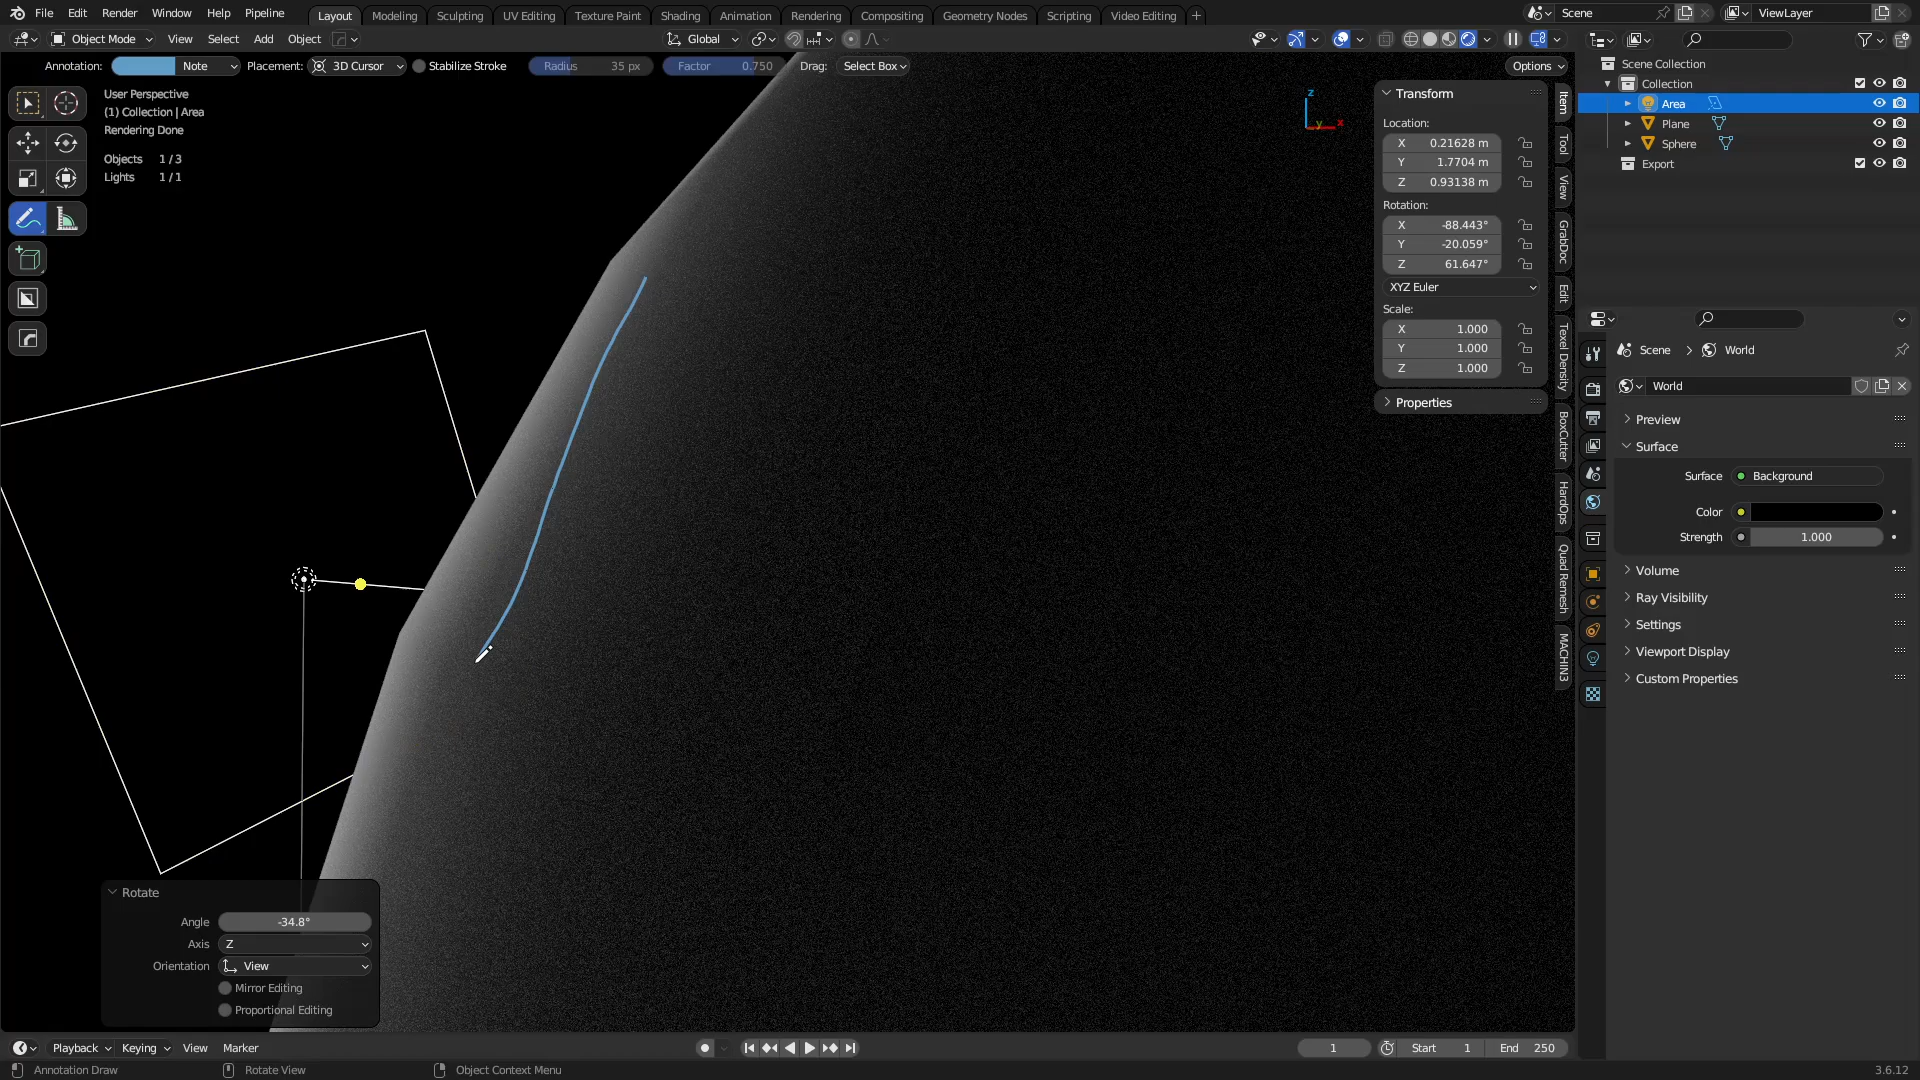 File Edit Render Window Help Pipeline Layout Modeling Sculpting UV Editing Texture Paint Shading Animation Rendering Compositing Geometry Nodes Scripting Video Editing Scene ViewLayer
Object Mode View Select Add Object Global
Annotation: Note Placement: 3D Cursor Stabilize Stroke Radius 35 px Factor 0.750 Drag: Select Box Options
User Perspective
(1) Collection | Area
Rendering Done
Objects 1 / 3
Lights 1 / 1
Z
X
Y
Transform
Location:
X 0.21628 m
Y 1.7704 m
Z 0.93138 m
Rotation:
X -88.443°
Y -20.059°
Z 61.647°
XYZ Euler
Scale:
X 1.000
Y 1.000
Z 1.000
Properties
Item
Tool
View
GrabDoc
Edit
Texel Density
BoxCutter
HardOps
Quad Remesh
MACHIN3
Scene Collection
Collection
Area
Plane
Sphere
Export
Scene World
World
Preview
Surface
Surface Background
Color
Strength 1.000
Volume
Ray Visibility
Settings
Viewport Display
Custom Properties
Rotate
Angle -34.8°
Axis Z
Orientation View
Mirror Editing
Proportional Editing
Playback Keying View Marker 1 Start 1 End 250
Annotation Draw Rotate View Object Context Menu 3.6.12